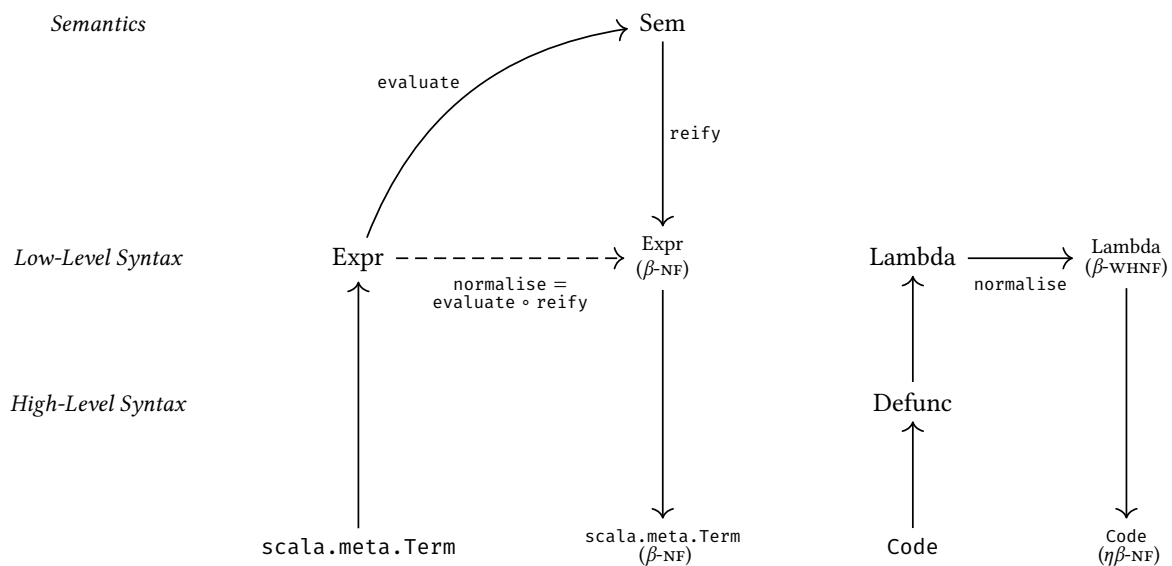 Semantics
Sem
evaluate
reify
Low-Level Syntax
Expr
normalise =
evaluate ∘ reify
Expr
(β-NF)
Lambda
normalise
Lambda
(β-WHNF)
High-Level Syntax
Defunc
scala.meta.Term
scala.meta.Term
(β-NF)
Code
Code
(ηβ-NF)